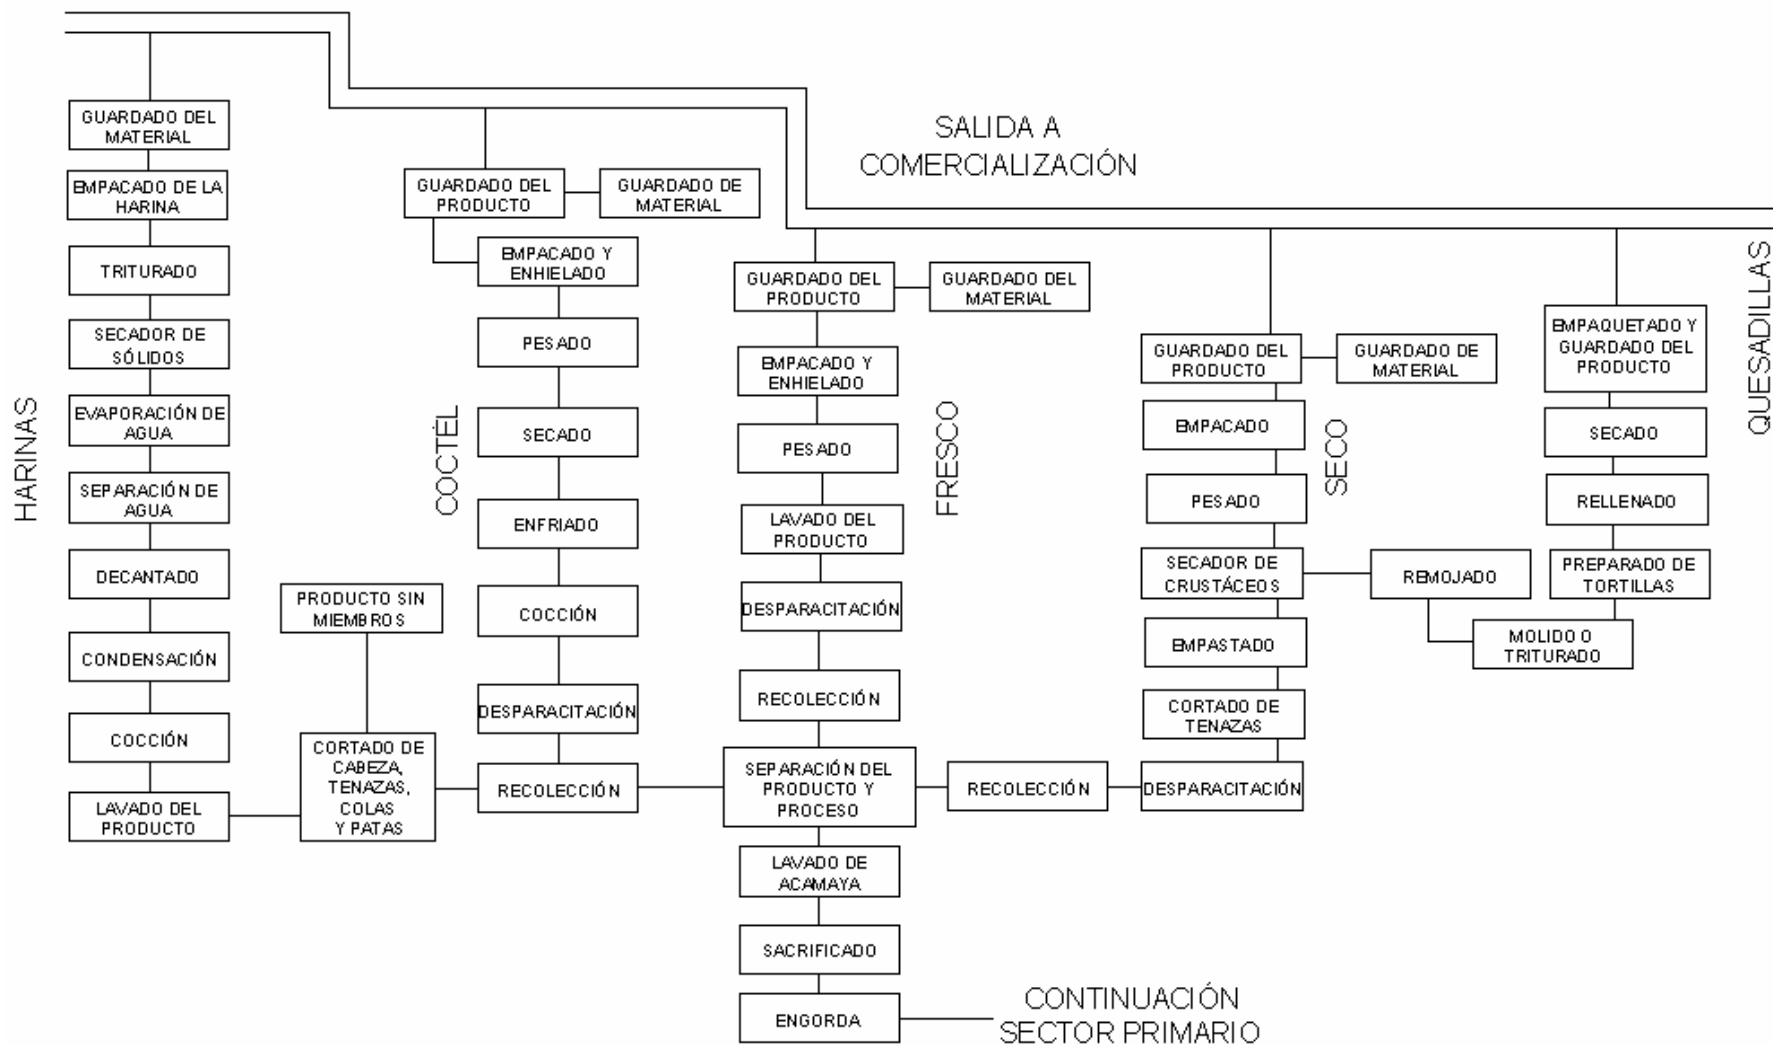 SALIDA A
COMERCIALIZACIÓN
HARINAS
GUARDADO DEL
MATERIAL
EMPACADO DE LA
HARINA
TRITURADO
SECADOR DE
SÓLIDOS
EVAPORACIÓN DE
AGUA
SEPARACIÓN DE
AGUA
DECANTADO
CONDENSACIÓN
COCCIÓN
LAVADO DEL
PRODUCTO
PRODUCTO SIN
MIEMBROS
CORTADO DE
CABEZA,
TENAZAS,
COLAS
Y PATAS
COCTÉL
GUARDADO DEL
PRODUCTO
GUARDADO DE
MATERIAL
EMPACADO Y
ENHIELADO
PESADO
SECADO
ENFRIADO
COCCIÓN
DESPARACITACIÓN
RECOLECCIÓN
FRESCO
GUARDADO DEL
PRODUCTO
GUARDADO DEL
MATERIAL
EMPACADO Y
ENHIELADO
PESADO
LAVADO DEL
PRODUCTO
DESPARACITACIÓN
RECOLECCIÓN
SEPARACIÓN DEL
PRODUCTO Y
PROCESO
LAVADO DE
ACAMAYA
SACRIFICADO
ENGORDA
CONTINUACIÓN
SECTOR PRIMARIO
SECO
GUARDADO DEL
PRODUCTO
GUARDADO DE
MATERIAL
EMPACADO
PESADO
SECADOR DE
CRUSTÁCEOS
EMPASTADO
CORTADO DE
TENAZAS
DESPARACITACIÓN
RECOLECCIÓN
QUESADILLAS
EMPAQUETADO Y
GUARDADO DEL
PRODUCTO
SECADO
RELLENADO
PREPARADO DE
TORTILLAS
REMOJADO
MOLIDO O
TRITURADO